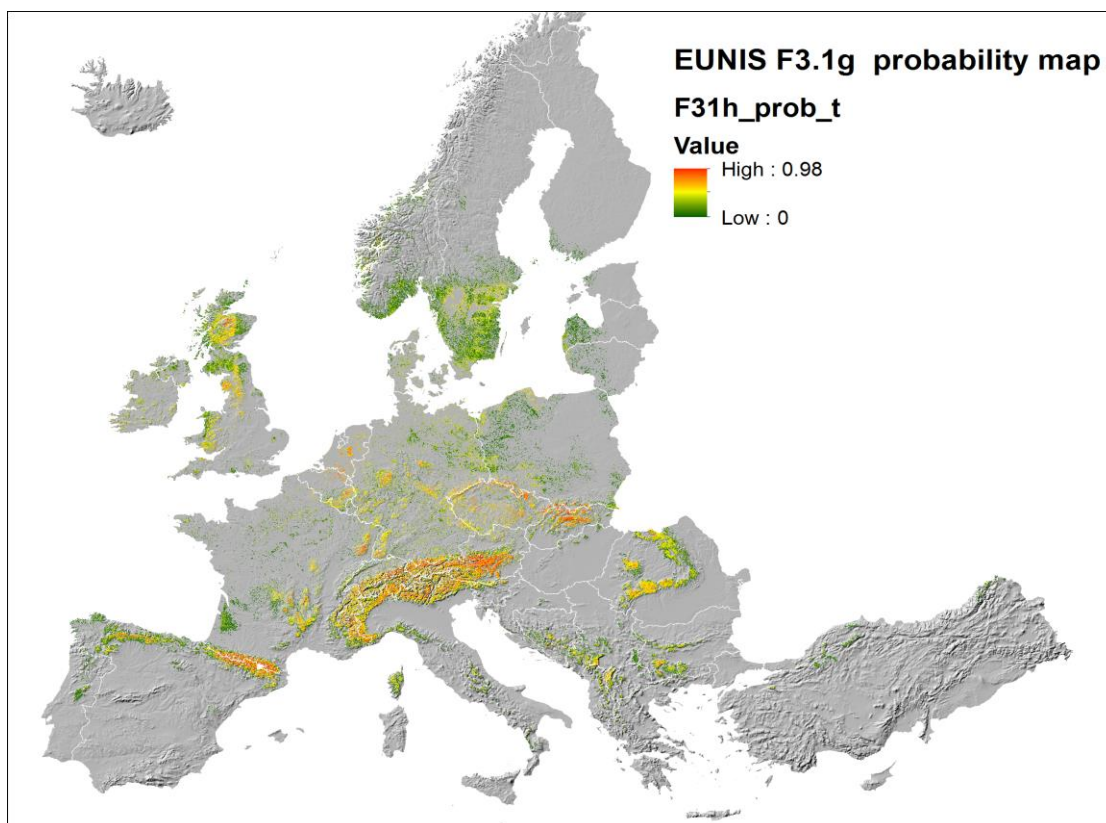 EUNIS F3.1g probability map
F31h_prob_t
Value
High : 0.98
Low : 0